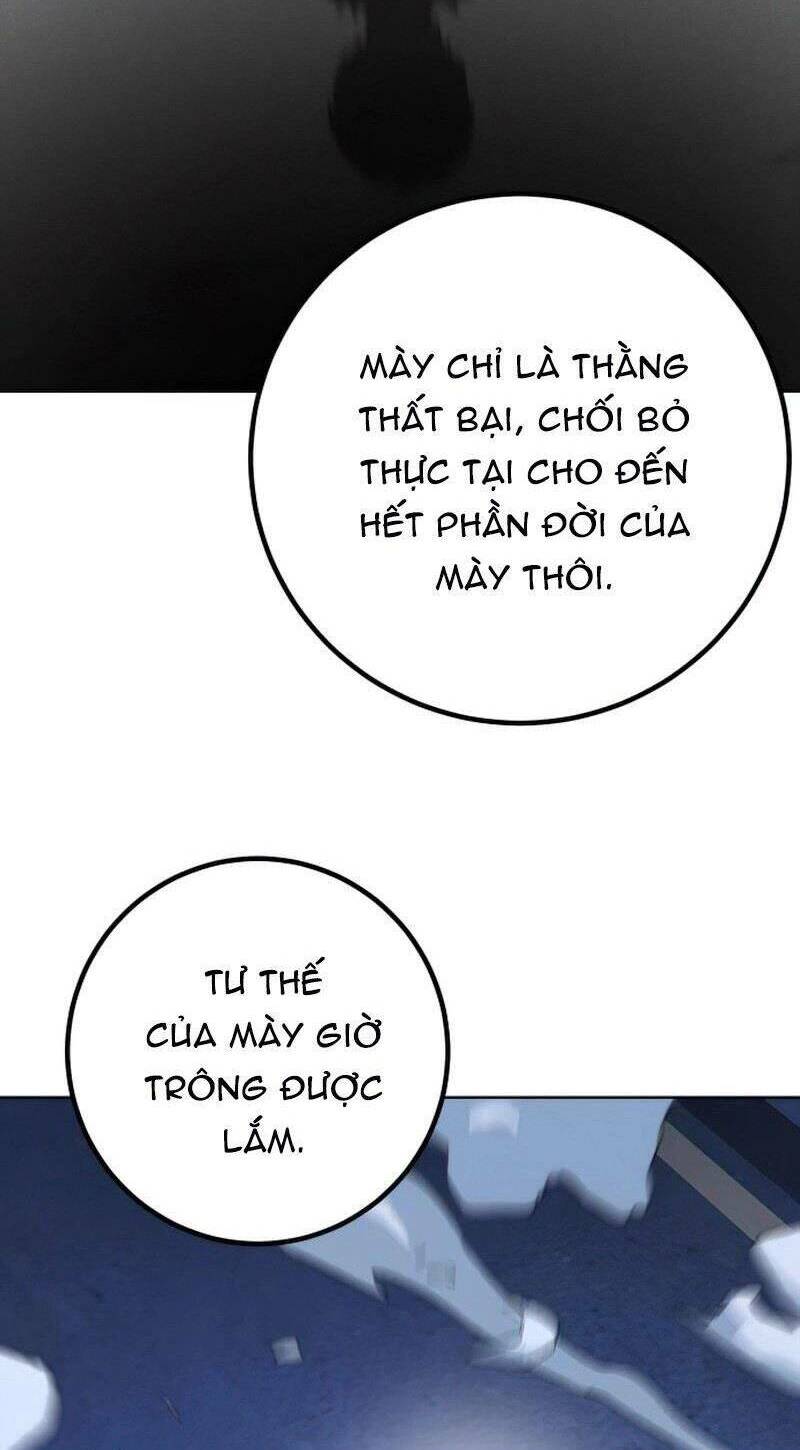 MÀY CHỈ LÀ THẰNG
THẤT BẠI, CHỐI BỎ
THỰC TẠI CHO ĐẾN
HẾT PHẦN ĐỜI CỦA
MÀY THÔI.
TƯ THẾ
CỦA MÀY GIỜ
TRÔNG ĐƯỢC
LẮM.